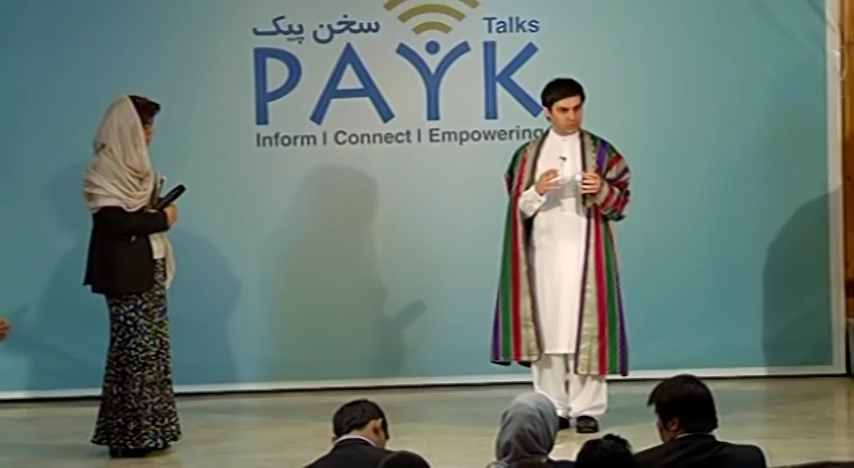 سخن پیک Talks
PAYK
Inform | Connect | Empowering